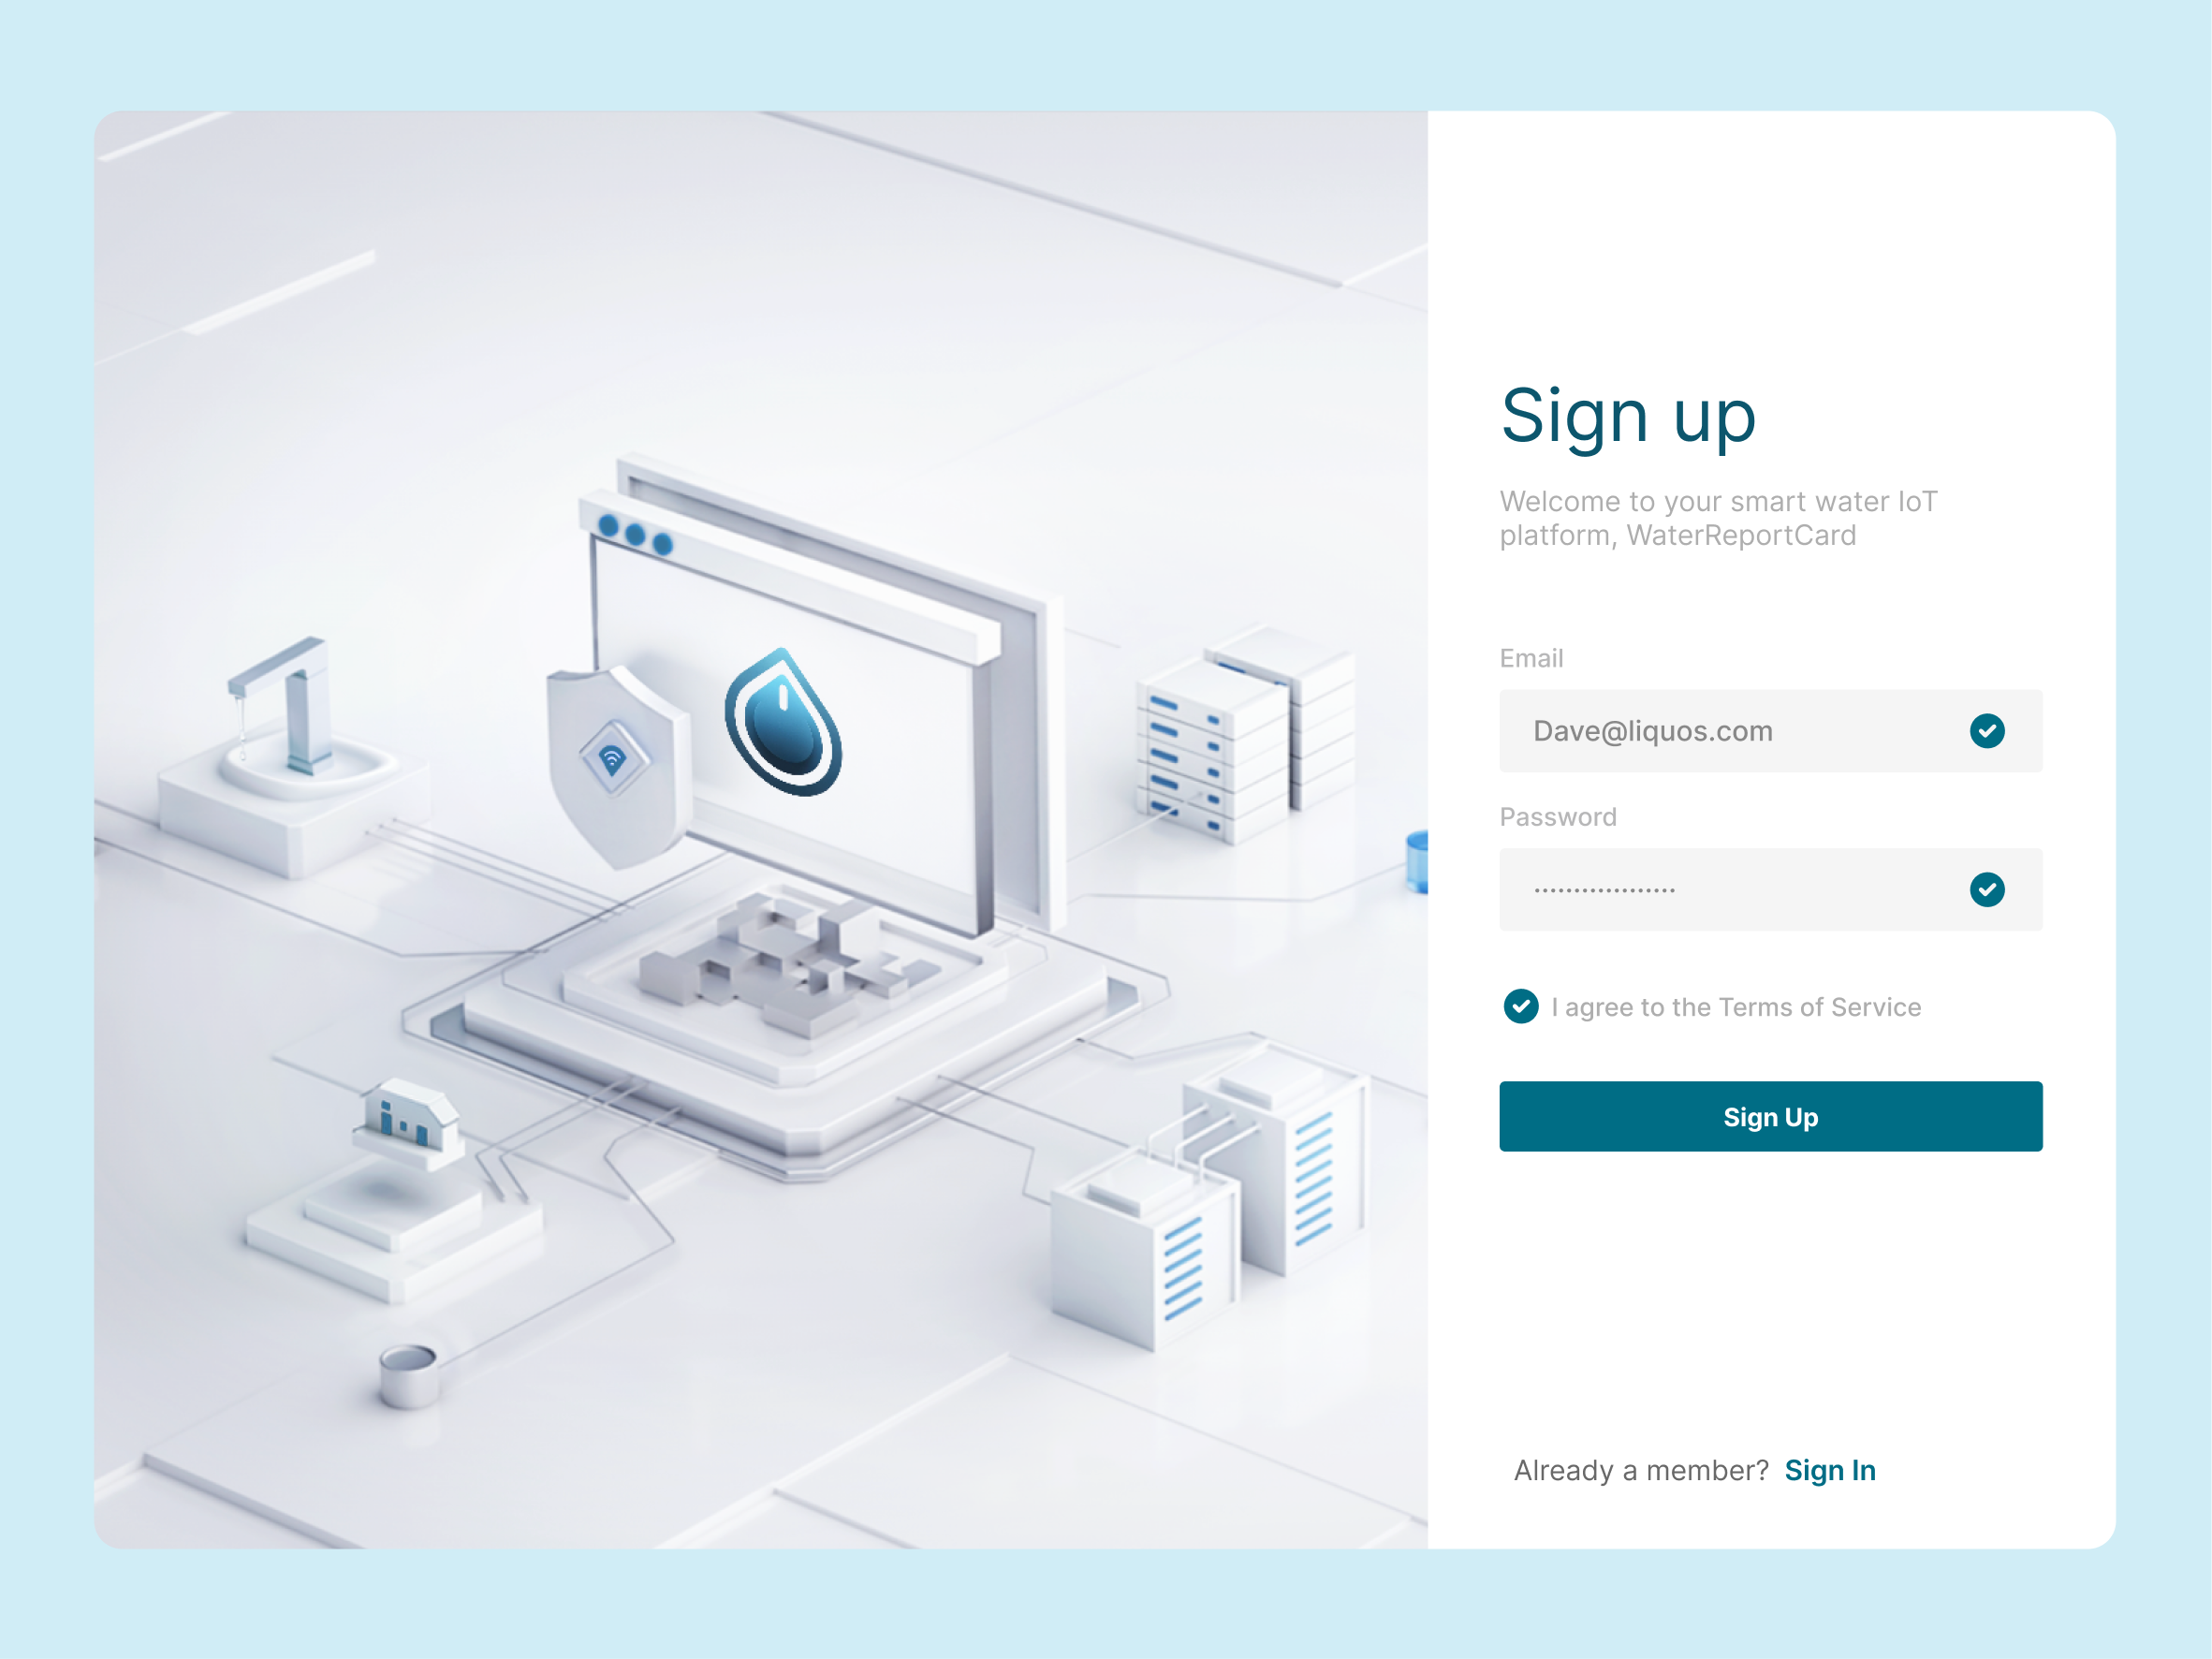 Sign up
Welcome to your smart water IoT
platform, WaterReportCard
Email
Dave@liquos.com
Password
••••••••••••••••••
I agree to the Terms of Service
Sign Up
Already a member? Sign In